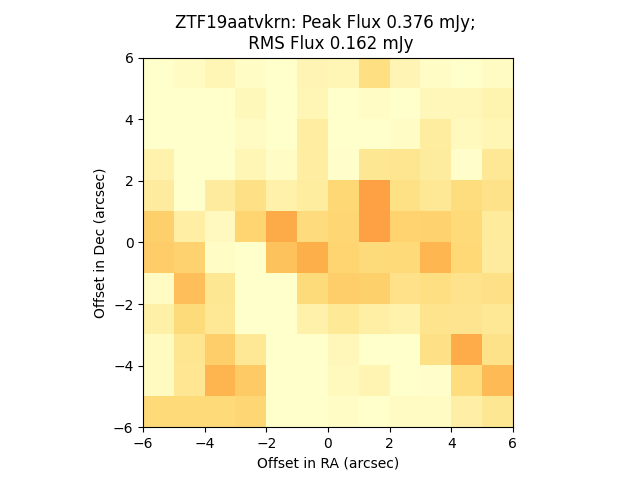 ZTF19aatvkrn: Peak Flux 0.376 mJy;
RMS Flux 0.162 mJy
6
4
2
0
−2
−4
−6
Offset in Dec (arcsec)
−6 −4 −2 0 2 4 6
Offset in RA (arcsec)